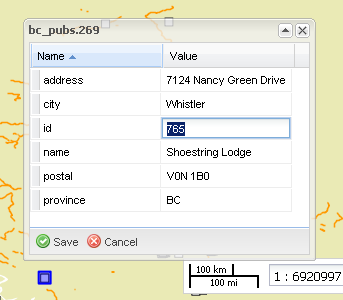 bc_pubs.269
Name Value
address 7124 Nancy Green Drive
city Whistler
id 765
name Shoestring Lodge
postal V0N 1B0
province BC
Save Cancel
100 km
100 mi
1 : 6920997